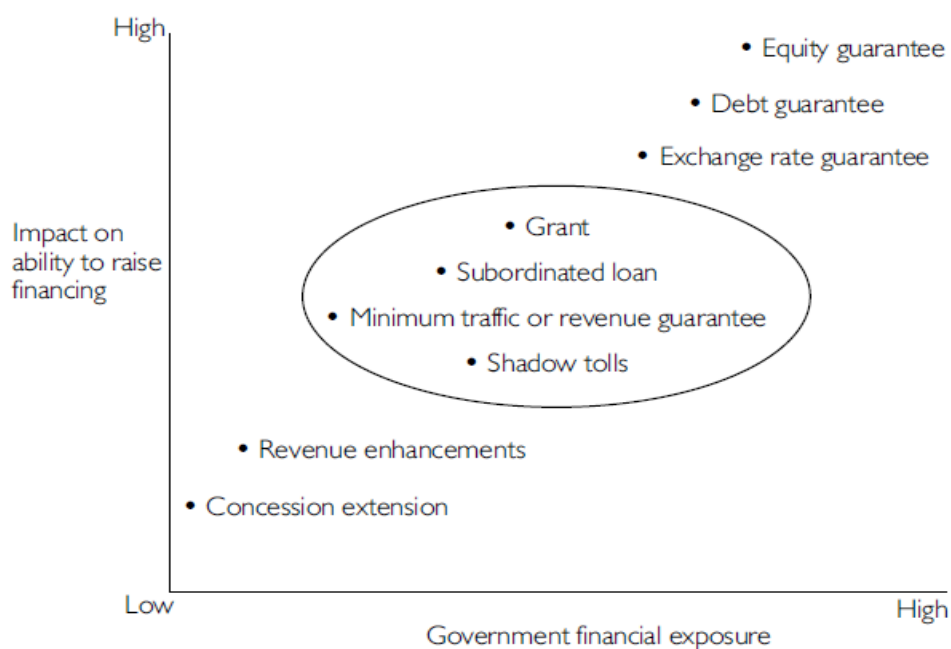 High
• Equity guarantee
• Debt guarantee
• Exchange rate guarantee
Impact on
ability to raise
financing
• Grant
• Subordinated loan
• Minimum traffic or revenue guarantee
• Shadow tolls
• Revenue enhancements
• Concession extension
Low
High
Government financial exposure